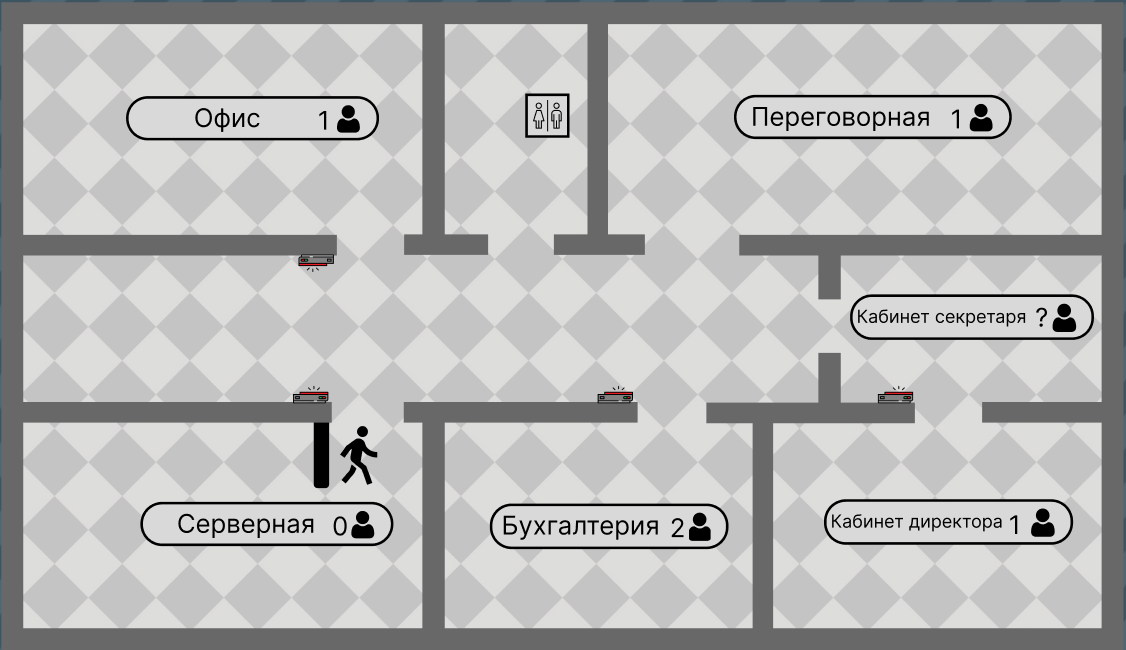 Офис 1
Переговорная 1
Кабинет секретаря ?
Серверная 0
Бухгалтерия 2
Кабинет директора 1